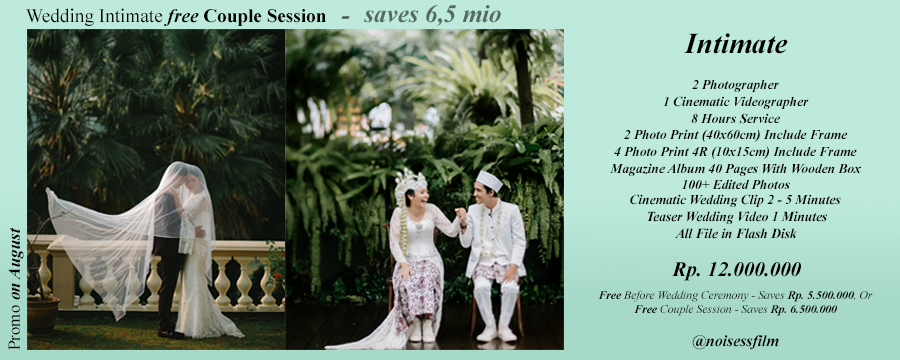 Wedding Intimate free Couple Session - saves 6,5 mio
Promo on August
Intimate
2 Photographer
1 Cinematic Videographer
8 Hours Service
2 Photo Print (40x60cm) Include Frame
4 Photo Print 4R (10x15cm) Include Frame
Magazine Album 40 Pages With Wooden Box
100+ Edited Photos
Cinematic Wedding Clip 2 - 5 Minutes
Teaser Wedding Video 1 Minutes
All File in Flash Disk
Rp. 12.000.000
Free Before Wedding Ceremony - Saves Rp. 5.500.000, Or
Free Couple Session - Saves Rp. 6.500.000
@noisessfilm